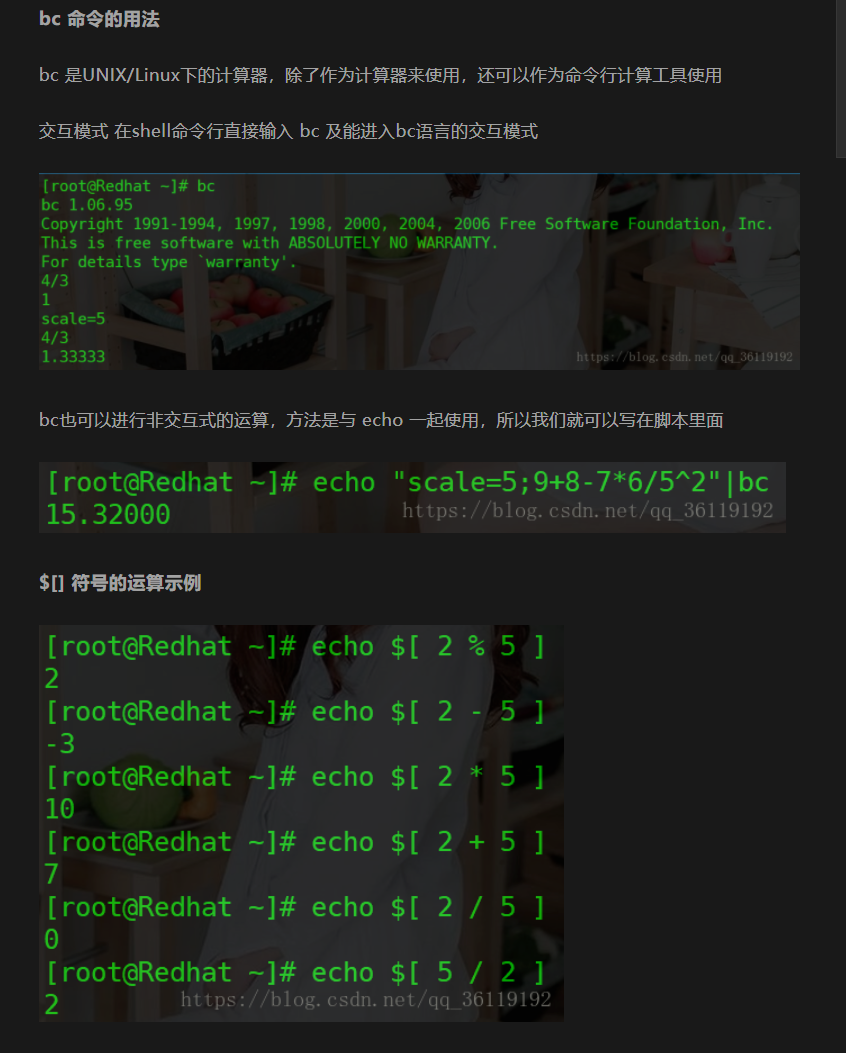 bc 命令的用法
bc 是UNIX/Linux下的计算器，除了作为计算器来使用，还可以作为命令行计算工具使用
交互模式 在shell命令行直接输入 bc 及能进入bc语言的交互模式
[root@Redhat ~]# bc
bc 1.06.95
Copyright 1991-1994, 1997, 1998, 2000, 2004, 2006 Free Software Foundation, Inc.
This is free software with ABSOLUTELY NO WARRANTY.
For details type `warranty'.
4/3
1
scale=5
4/3
1.33333
https://blog.csdn.net/qq_36119192
bc也可以进行非交互式的运算，方法是与 echo 一起使用，所以我们就可以写在脚本里面
[root@Redhat ~]# echo "scale=5;9+8-7*6/5^2"|bc
15.32000
https://blog.csdn.net/qq_36119192
$[] 符号的运算示例
[root@Redhat ~]# echo $[ 2 % 5 ]
2
[root@Redhat ~]# echo $[ 2 - 5 ]
-3
[root@Redhat ~]# echo $[ 2 * 5 ]
10
[root@Redhat ~]# echo $[ 2 + 5 ]
7
[root@Redhat ~]# echo $[ 2 / 5 ]
0
[root@Redhat ~]# echo $[ 5 / 2 ]
2
https://blog.csdn.net/qq_36119192